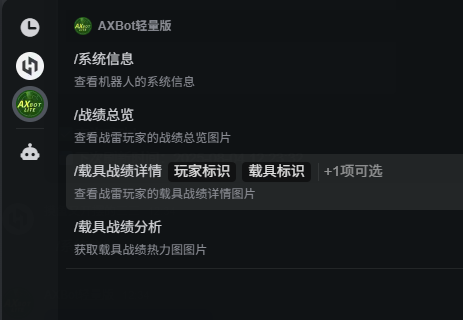 AXBot轻量版
/系统信息
查看机器人的系统信息
/战绩总览
查看战雷玩家的战绩总览图片
AXBOT
LITE
/载具战绩详情 玩家标识 载具标识 +1项可选
查看战雷玩家的载具战绩详情图片
/载具战绩分析
获取载具战绩热力图图片